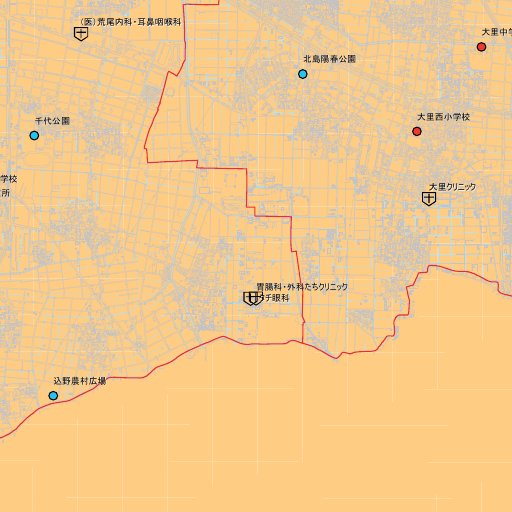 (医)荒尾内科・耳鼻咽喉科
大里中学
北島陽春公園
千代公園
大里西小学校
学校
所
大里クリニック
胃腸科・外科たちクリニック
タチ眼科
込野農村広場